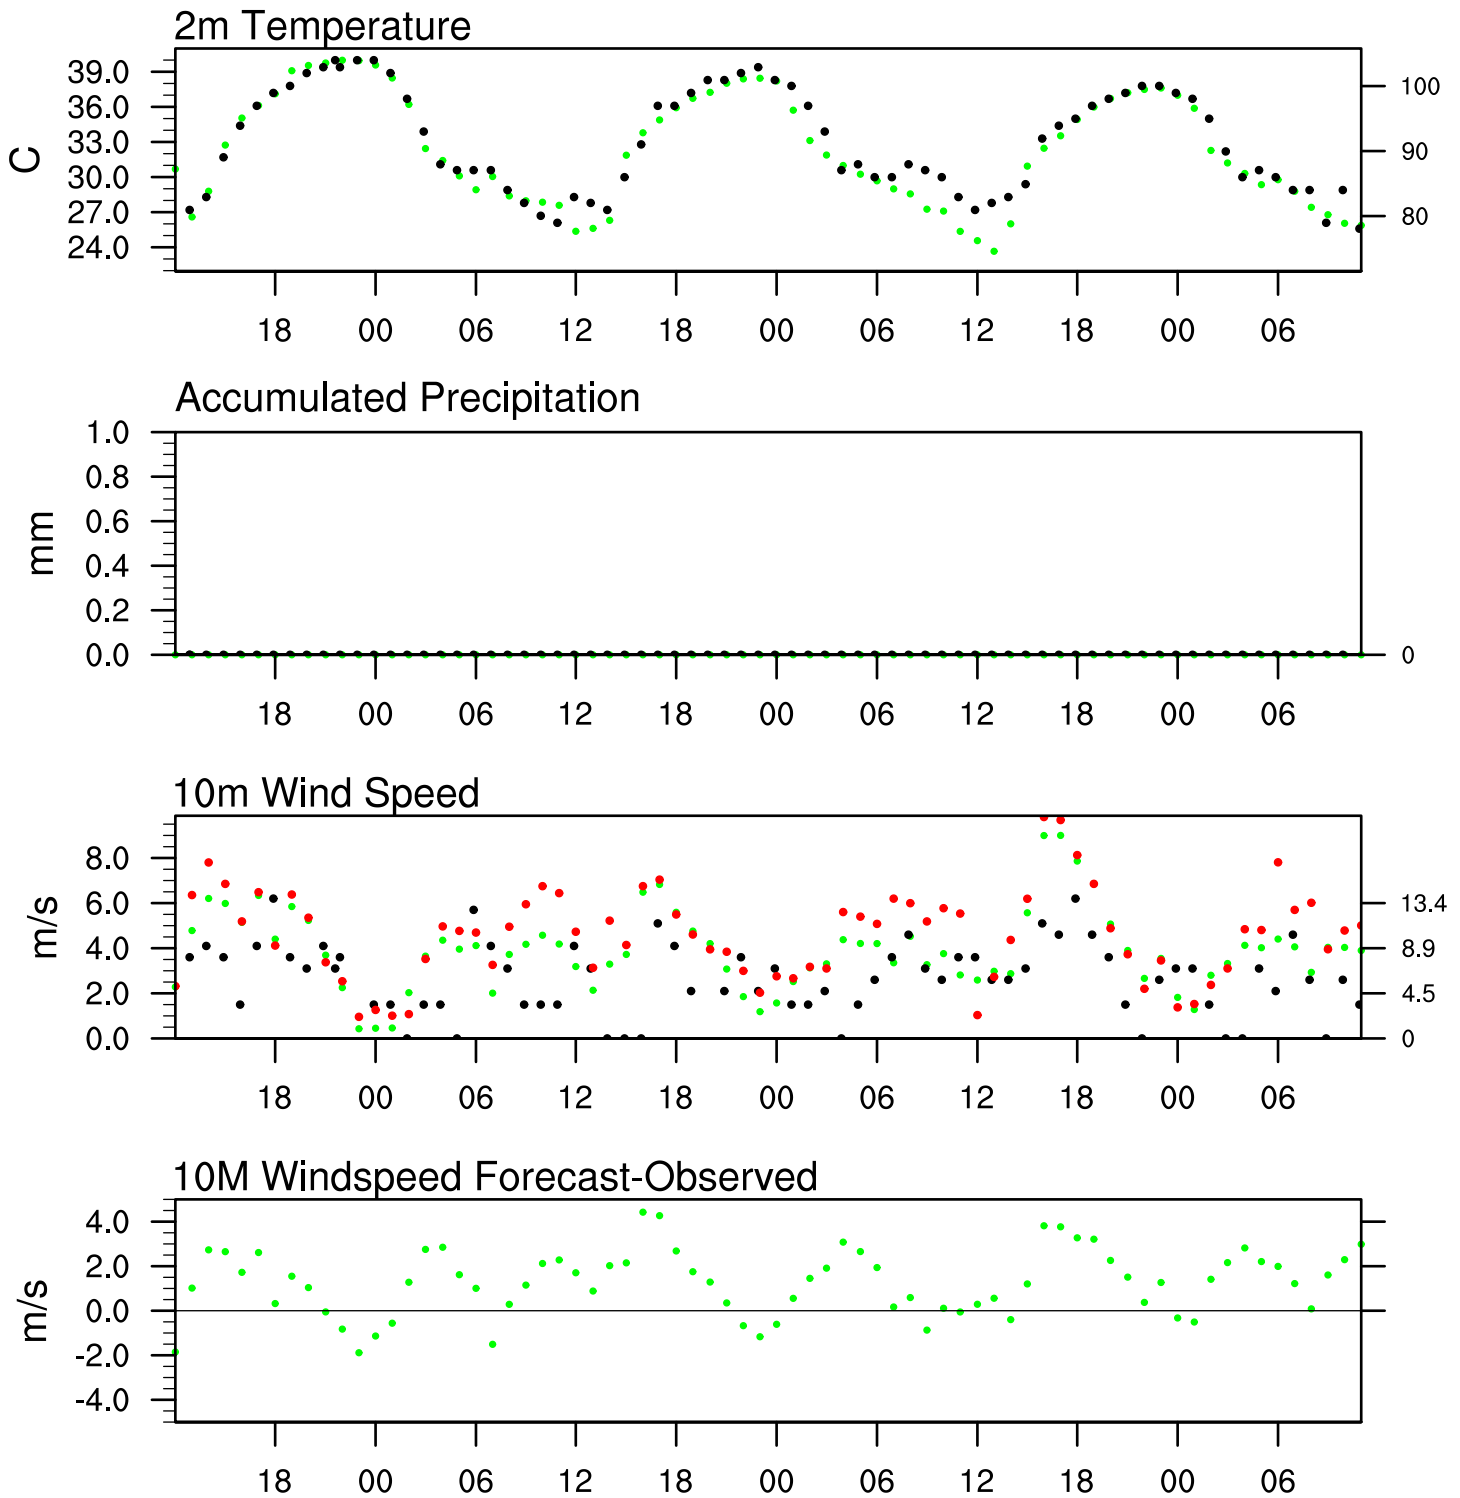 2m Temperature
39.0
36.0
33.0
30.0
27.0
24.0
C
100
90
80
18 00 06 12 18 00 06 12 18 00 06
Accumulated Precipitation
1.0
0.8
0.6
0.4
0.2
0.0
mm
0
18 00 06 12 18 00 06 12 18 00 06
10m Wind Speed
8.0
6.0
4.0
2.0
0.0
m/s
13.4
8.9
4.5
0
18 00 06 12 18 00 06 12 18 00 06
10M Windspeed Forecast-Observed
4.0
2.0
0.0
-2.0
-4.0
m/s
18 00 06 12 18 00 06 12 18 00 06